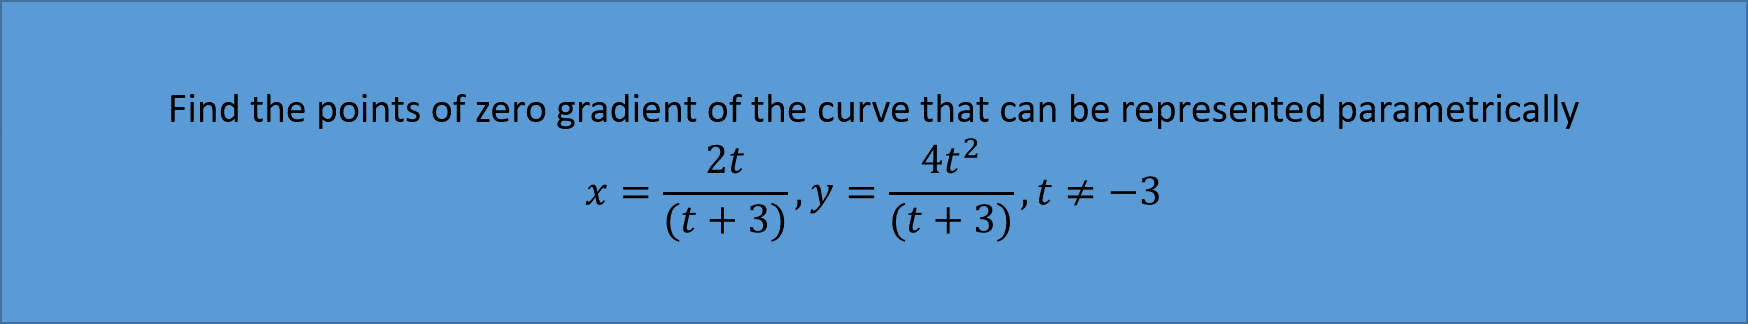 Find the points of zero gradient of the curve that can be represented parametrically
x = 2t/(t + 3), y = 4t²/(t + 3), t ≠ −3